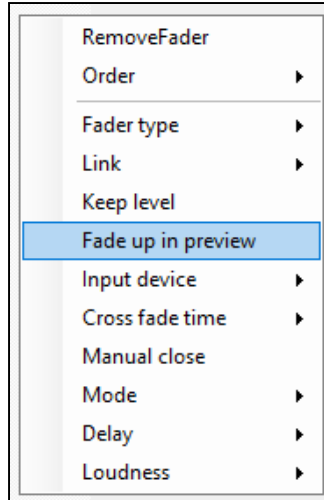 RemoveFader
Order
Fader type
Link
Keep level
Fade up in preview
Input device
Cross fade time
Manual close
Mode
Delay
Loudness